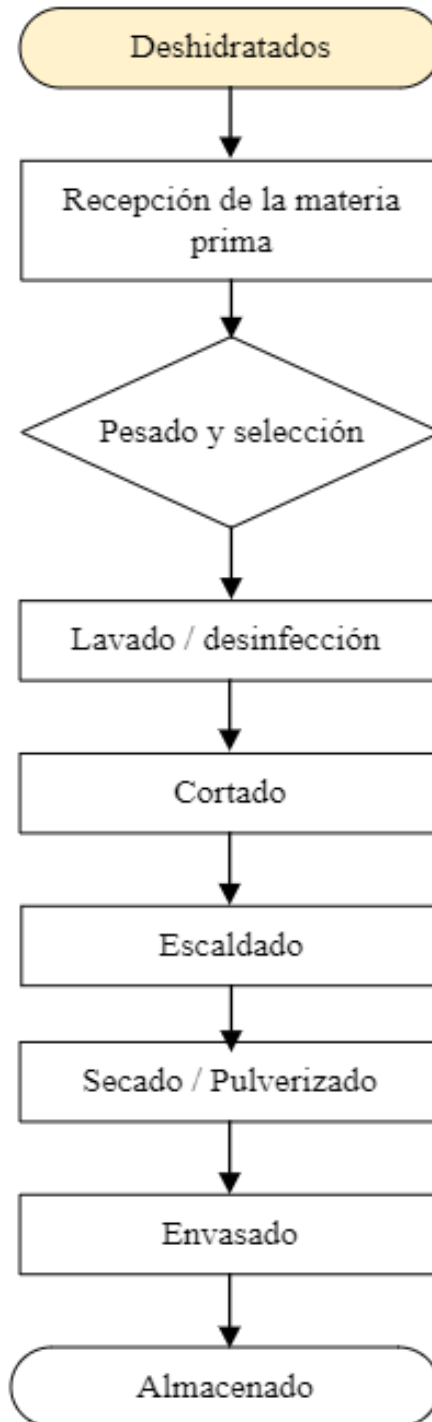 Deshidratados
Recepción de la materia
prima
Pesado y selección
Lavado / desinfección
Cortado
Escaldado
Secado / Pulverizado
Envasado
Almacenado